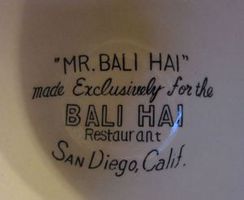 "MR. BALI HAI"
made Exclusively for the
BALI HAI
Restaurant
SAN Diego, Calif.